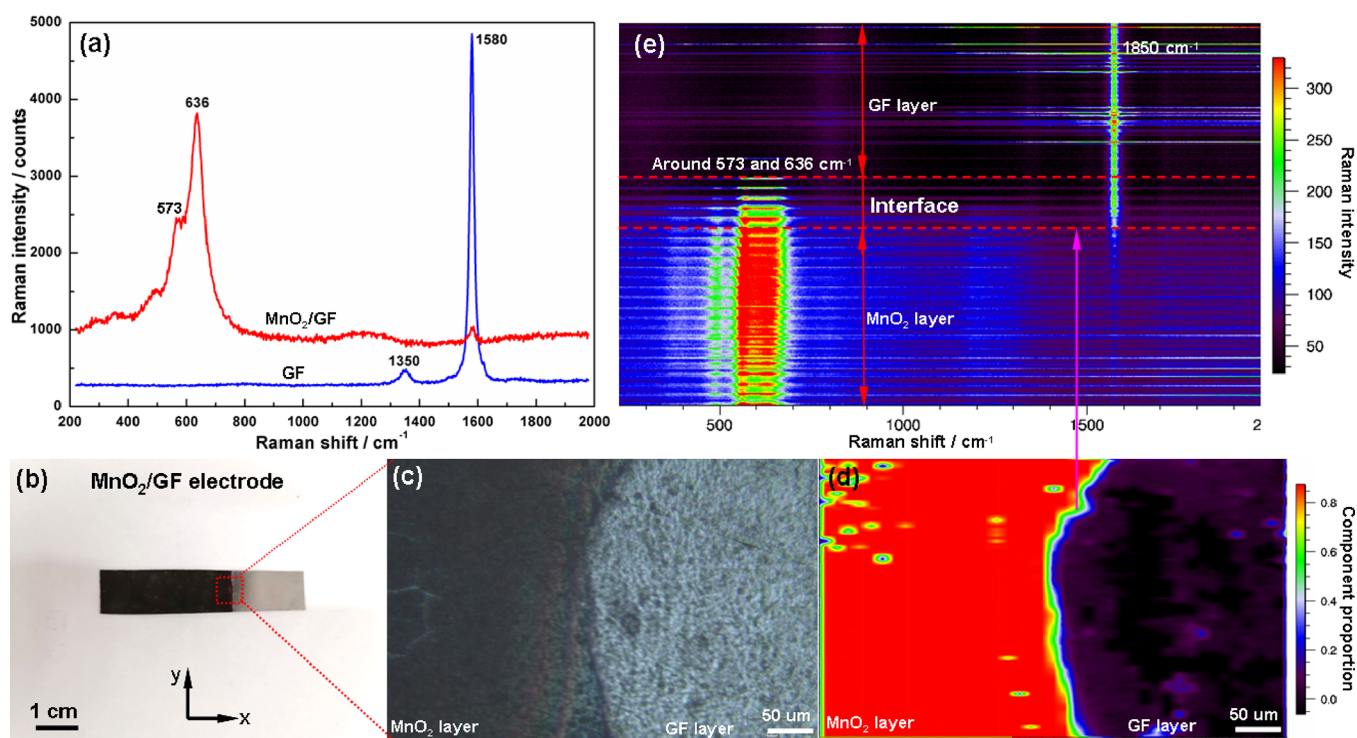 (a)
5000
4000
3000
2000
1000
0
Raman intensity / counts
636
573
1580
1350
MnO₂/GF
GF
200 400 600 800 1000 1200 1400 1600 1800 2000
Raman shift / cm⁻¹
(e)
1850 cm⁻¹
GF layer
Around 573 and 636 cm⁻¹
Interface
MnO₂ layer
500 1000 1500 2
Raman shift / cm⁻¹
300
250
200
150
100
50
Raman intensity
(b)
MnO₂/GF electrode
y
x
1 cm
(c)
MnO₂ layer
GF layer
50 um
(d)
MnO₂ layer
GF layer
50 um
0.8
0.6
0.4
0.2
0.0
Component proportion